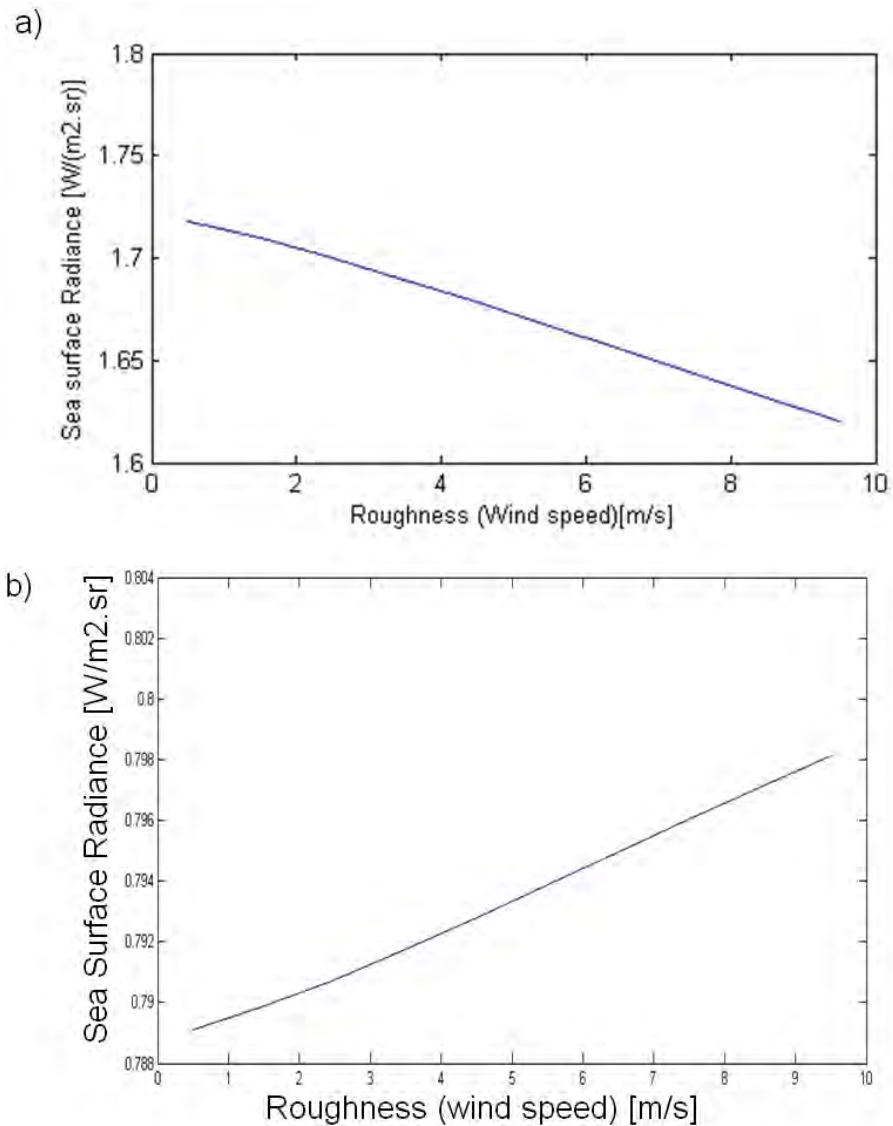 a)
Sea surface Radiance [W/(m2.sr)]
1.8
1.75
1.7
1.65
1.6
0 2 4 6 8 10
Roughness (Wind speed)[m/s]
b)
Sea Surface Radiance [W/m2.sr]
0.804
0.802
0.8
0.798
0.796
0.794
0.792
0.79
0.788
0 1 2 3 4 5 6 7 8 9 10
Roughness (wind speed) [m/s]